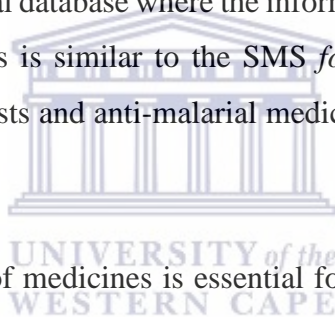 al database where the inform
s is similar to the SMS fo
sts and anti-malarial medic
UNIVERSITY of the
of medicines is essential fo
WESTERN CAPE